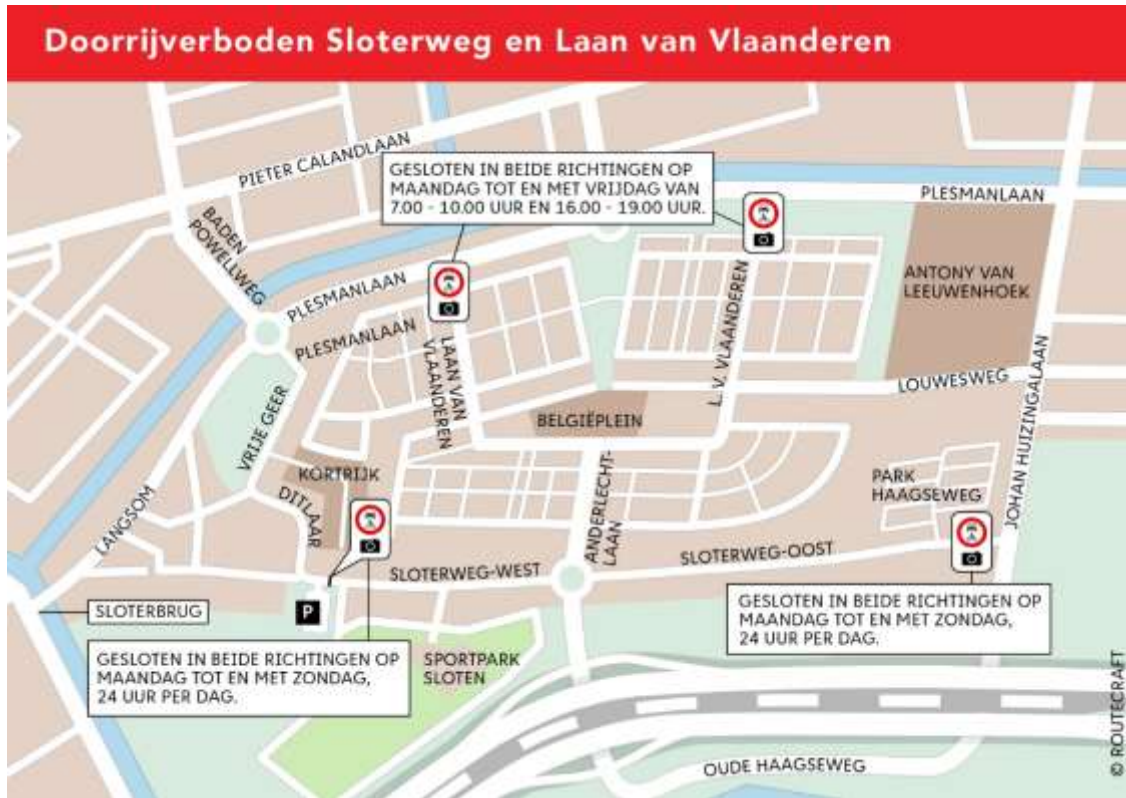 Doorrijverboden Sloterweg en Laan van Vlaanderen
PIETER CALANDLAAN
GESLOTEN IN BEIDE RICHTINGEN OP
MAANDAG TOT EN MET VRIJDAG VAN
7.00 - 10.00 UUR EN 16.00 - 19.00 UUR.
PLESMANLAAN
BADEN
POWELLWEG
PLESMANLAAN
ANTONY VAN
LEEUWENHOEK
PLESMANLAAN
LAAN VAN
VLAANDEREN
L. V. VLAANDEREN
LOUWESWEG
JOHAN HUIZINGALAAN
BELGIËPLEIN
VRIJE GEER
KORTRIJK
DITLAAR
LANGSOM
ANDERLECHT-
LAAN
PARK
HAAGSEWEG
SLOTERWEG-WEST
SLOTERWEG-OOST
SLOTERBRUG
P
GESLOTEN IN BEIDE RICHTINGEN OP
MAANDAG TOT EN MET ZONDAG,
24 UUR PER DAG.
GESLOTEN IN BEIDE RICHTINGEN OP
MAANDAG TOT EN MET ZONDAG,
24 UUR PER DAG.
SPORTPARK
SLOTEN
OUDE HAAGSEWEG
© ROUTECRAFT